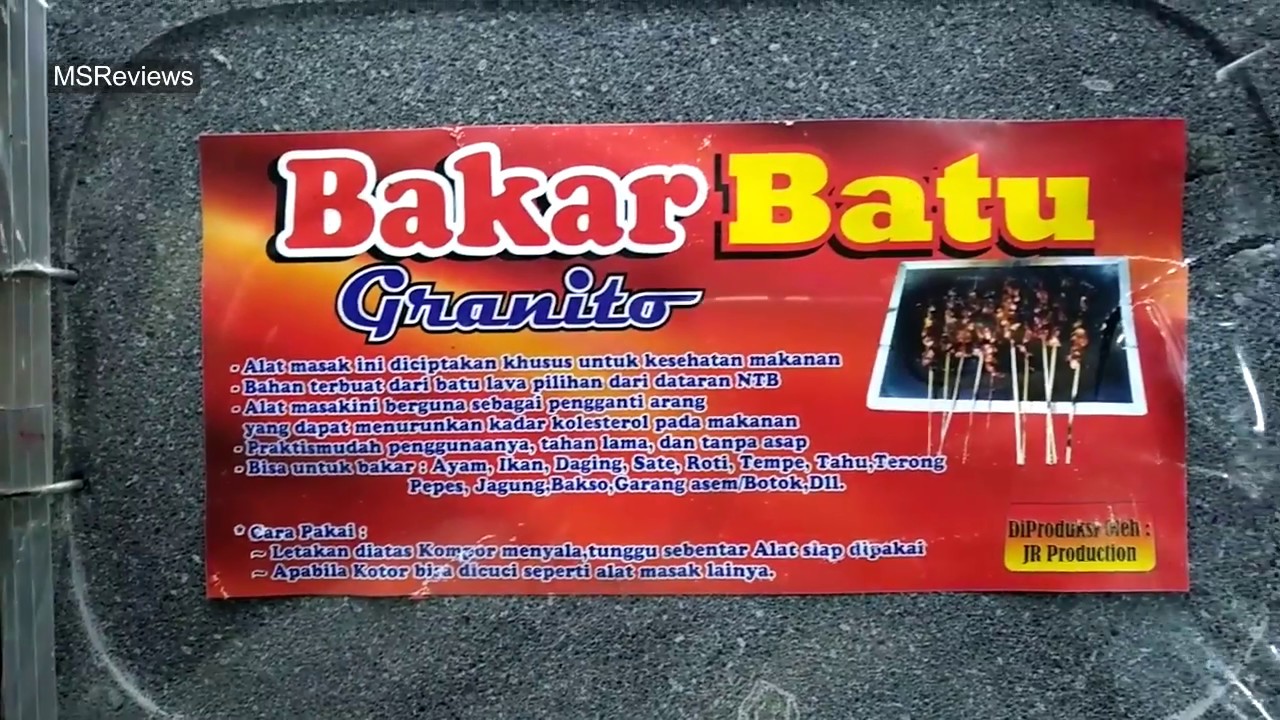 MSReviews
Bakar Batu
Granito
- Alat masak ini diciptakan khusus untuk kesehatan makanan
- Bahan terbuat dari batu lava pilihan dari dataran NTB
- Alat masakini berguna sebagai pengganti arang
yang dapat menurunkan kadar kolesterol pada makanan
- Praktismudah penggunaanya, tahan lama, dan tanpa asap
- Bisa untuk bakar : Ayam, Ikan, Daging, Sate, Roti, Tempe, Tahu,Terong
Pepes, Jagung,Bakso,Garang asem/Botok,Dll.
* Cara Pakai :
~ Letakan diatas Kompor menyala,tunggu sebentar Alat siap dipakai
~ Apabila Kotor bisa dicuci seperti alat masak lainya.
DiProduksi Oleh :
JR Production